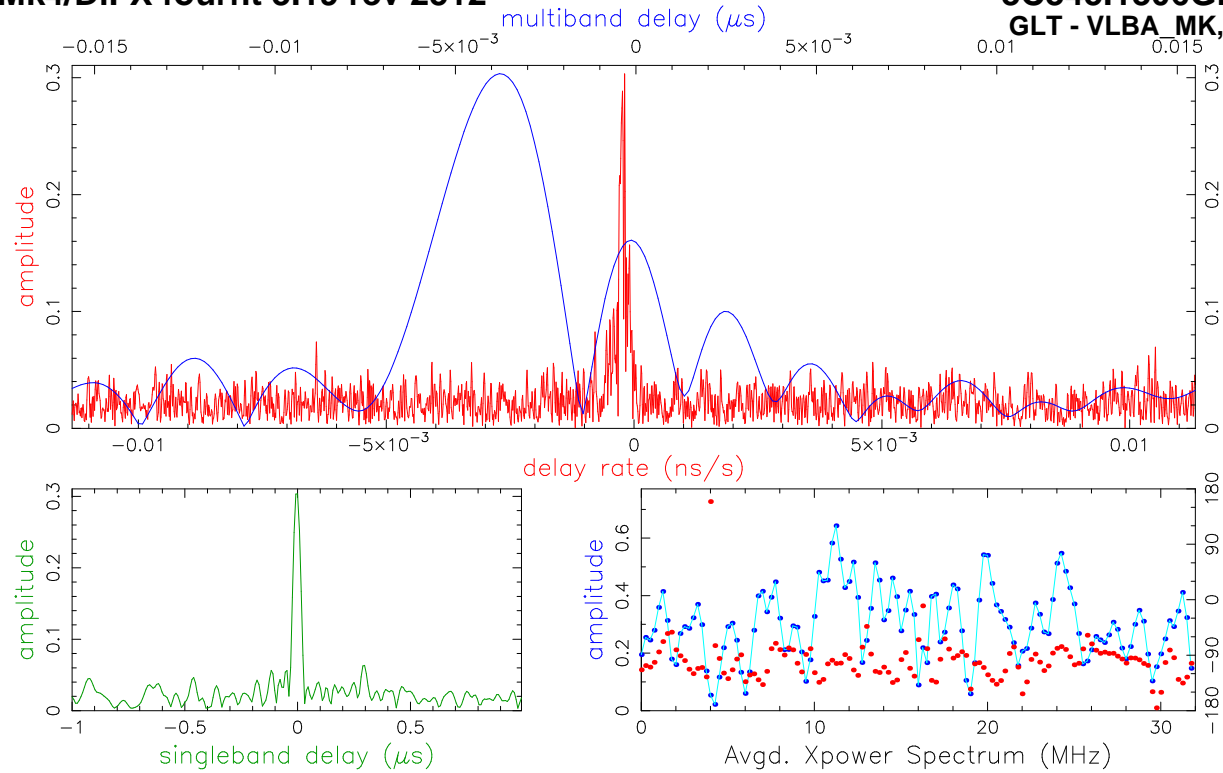 multiband delay (μs)
GLT - VLBA_MK,
−0.015 −0.01 −5×10⁻³ 0 5×10⁻³ 0.01 0.015
amplitude
0 0.1 0.2 0.3
0 0.1 0.2 0.3
−0.01 −5×10⁻³ 0 5×10⁻³ 0.01
delay rate (ns/s)
amplitude
0 0.1 0.2 0.3
−1 −0.5 0 0.5
singleband delay (μs)
amplitude
0 0.2 0.4 0.6
−180 −90 0 90 180
0 10 20 30
Avgd. Xpower Spectrum (MHz)